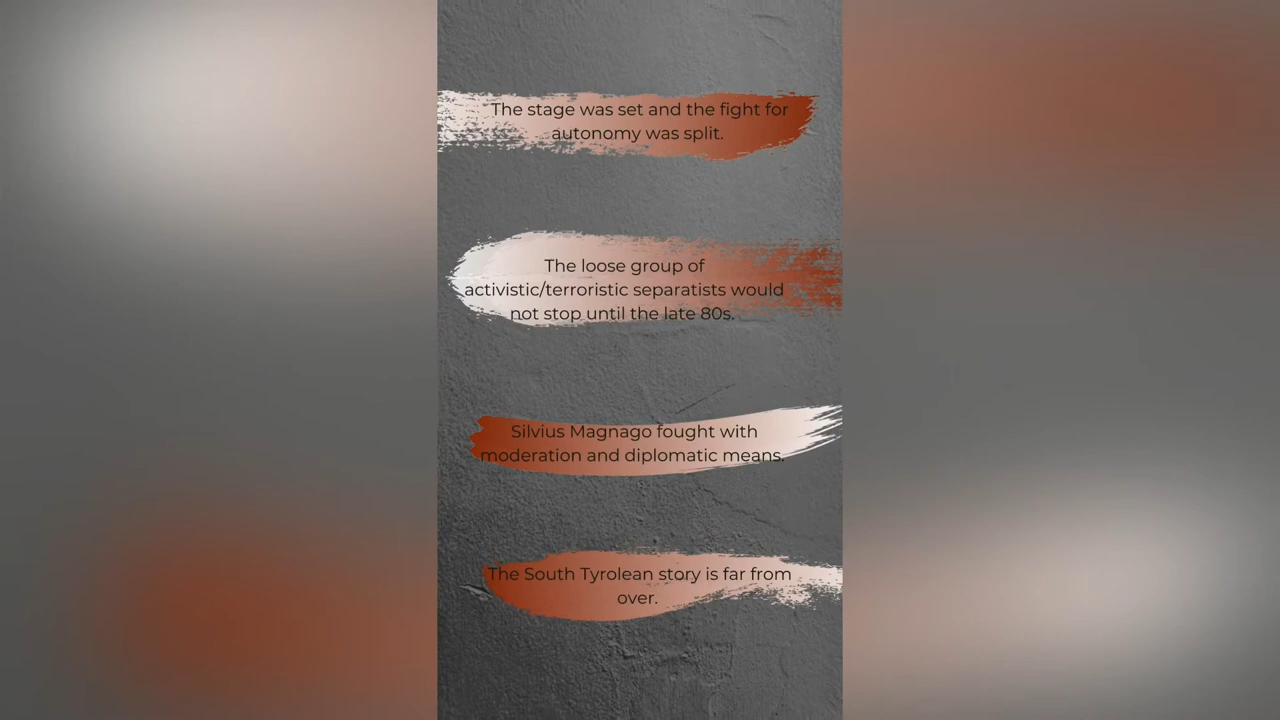 The stage was set and the fight for
autonomy was split.
The loose group of
activistic/terroristic separatists would
not stop until the late 80s.
Silvius Magnago fought with
moderation and diplomatic means.
The South Tyrolean story is far from
over.